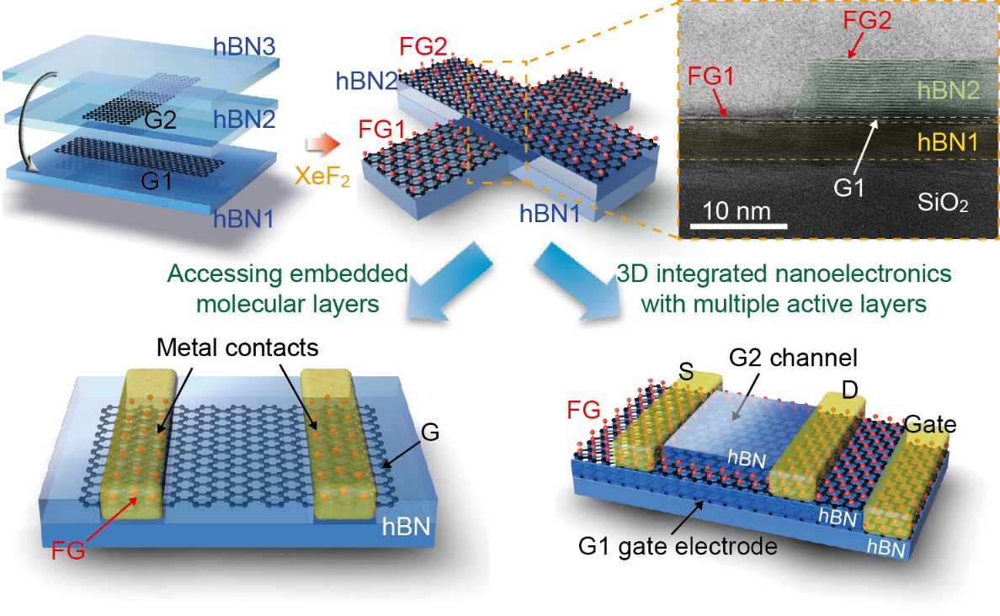 hBN3
hBN2
G2
G1
hBN1
XeF2
FG2
hBN2
FG1
hBN1
FG2
FG1
hBN2
hBN1
G1
SiO2
10 nm
Accessing embedded
molecular layers
3D integrated nanoelectronics
with multiple active layers
Metal contacts
G
hBN
FG
G2 channel
S
D
FG
Gate
hBN
hBN
G1 gate electrode
hBN